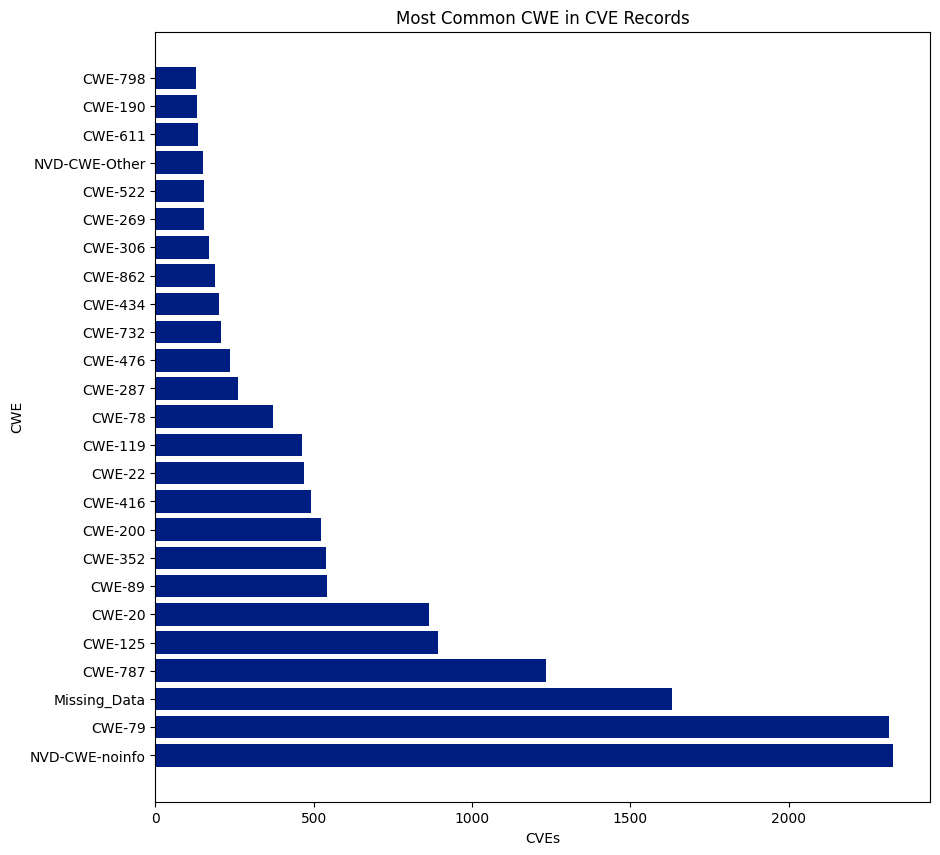 Most Common CWE in CVE Records
CWE-798
CWE-190
CWE-611
NVD-CWE-Other
CWE-522
CWE-269
CWE-306
CWE-862
CWE-434
CWE-732
CWE-476
CWE-287
CWE-78
CWE-119
CWE-22
CWE-416
CWE-200
CWE-352
CWE-89
CWE-20
CWE-125
CWE-787
Missing_Data
CWE-79
NVD-CWE-noinfo
CWE
0 500 1000 1500 2000
CVEs